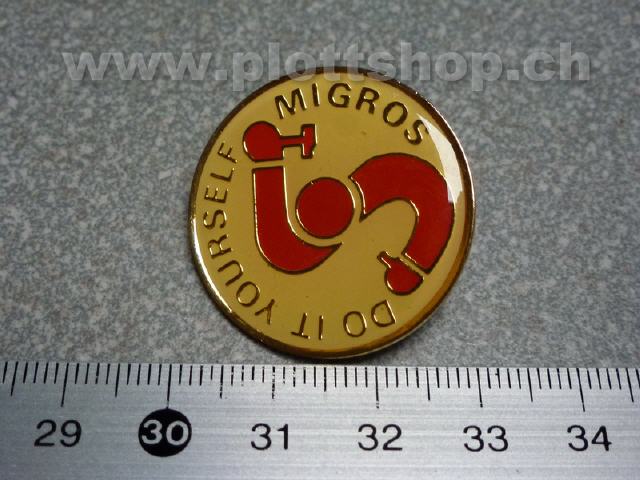 www.plottshop.ch
MIGROS
DO IT YOURSELF
29 30 31 32 33 34